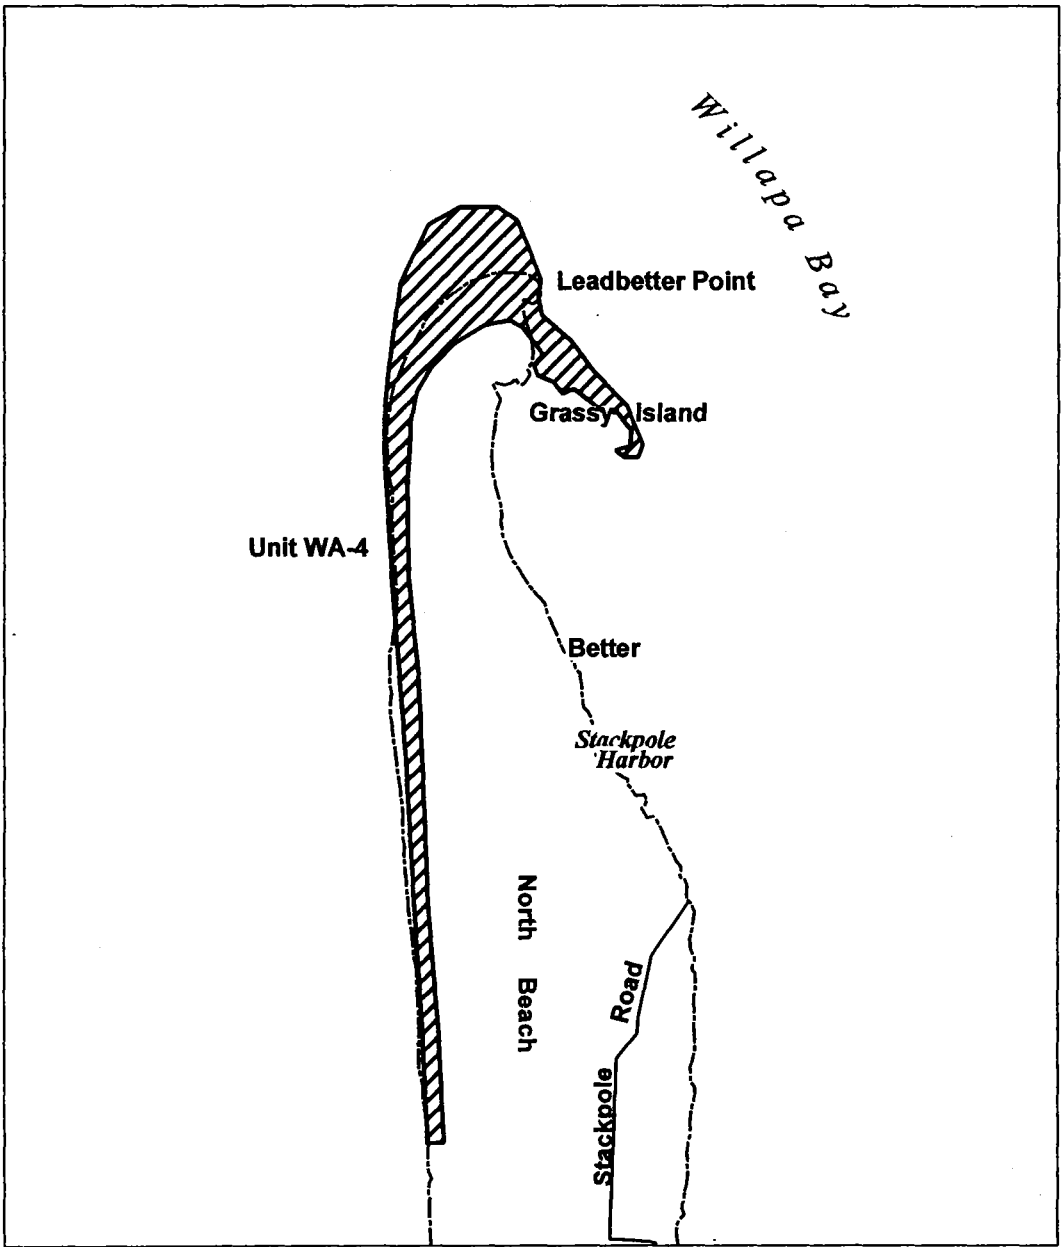 Willapa Bay
Leadbetter Point
Grassy Island
Unit WA-4
Better
Stackpole
Harbor
North Beach
Stackpole Road